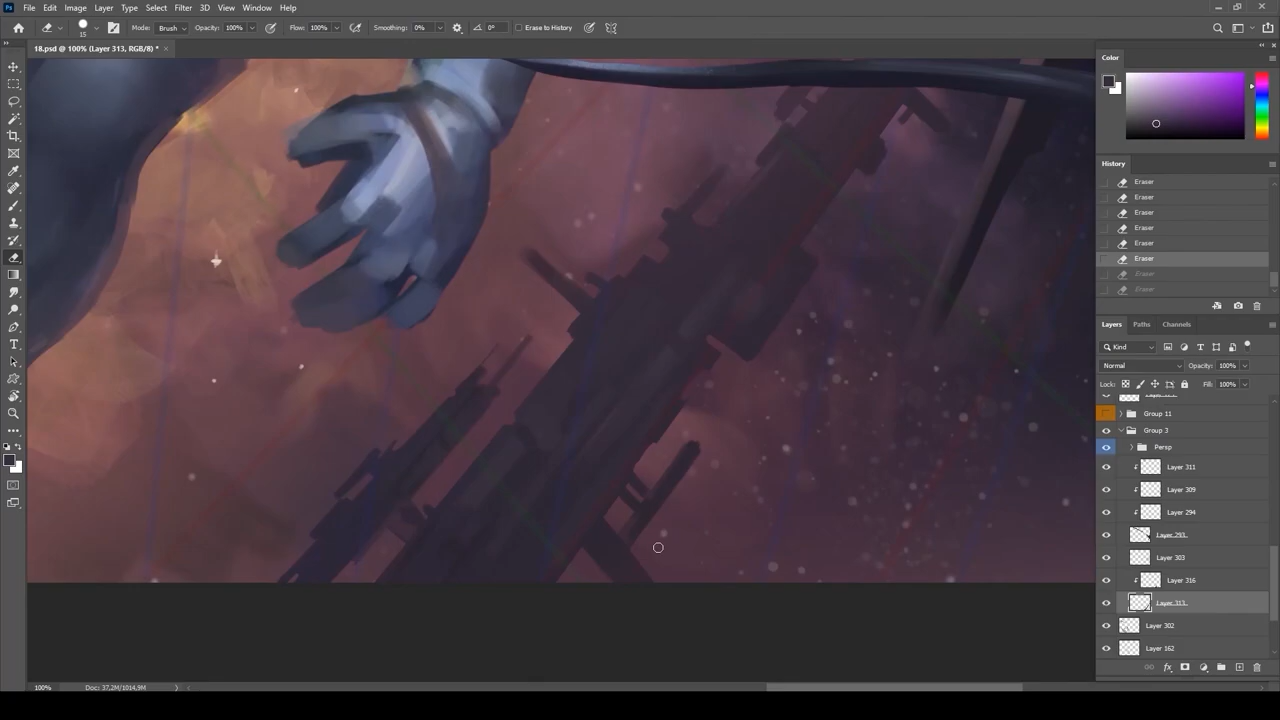 Ps File Edit Image Layer Type Select Filter 3D View Window Help
15 Mode: Brush Opacity: 100% Flow: 100% Smoothing: 0% 0° Erase to History
18.psd @ 100% (Layer 313, RGB/8) * ×
Color
History
Eraser
Eraser
Eraser
Eraser
Eraser
Eraser
Eraser
Eraser
Layers Paths Channels
Kind
Normal Opacity: 100%
Lock: Fill: 100%
Group 11
Group 3
Persp
Layer 311
Layer 309
Layer 294
Layer 293
Layer 303
Layer 316
Layer 313
Layer 302
Layer 162
fx
100% Doc: 37,2M/1014,9M